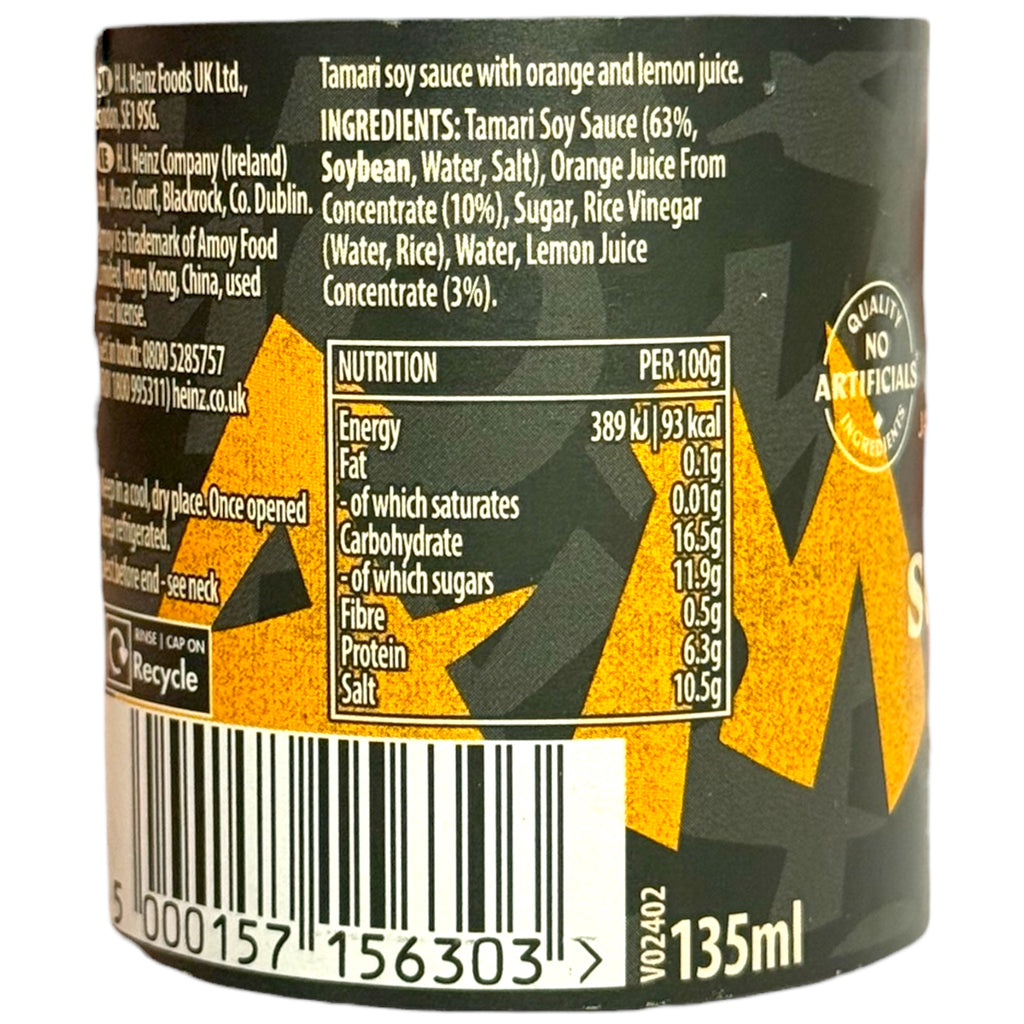 H.J. Heinz Foods UK Ltd.,
SE1 9SG.
H.J. Heinz Company (Ireland)
Avoca Court, Blackrock, Co. Dublin.
is a trademark of Amoy Food
Hong Kong, China, used
license.
in touch: 0800 5285757
995311) heinz.co.uk
in a cool, dry place. Once opened
refrigerated.
before end - see neck
RINSE | CAP ON
Recycle
Tamari soy sauce with orange and lemon juice.
INGREDIENTS: Tamari Soy Sauce (63%,
Soybean, Water, Salt), Orange Juice From
Concentrate (10%), Sugar, Rice Vinegar
(Water, Rice), Water, Lemon Juice
Concentrate (3%).
NUTRITION PER 100g
Energy 389 kJ | 93 kcal
Fat 0.1g
- of which saturates 0.01g
Carbohydrate 16.5g
- of which sugars 11.9g
Fibre 0.5g
Protein 6.3g
Salt 10.5g
QUALITY
NO
ARTIFICIALS
INGREDIENTS
5 000157 156303 >
V02402
135ml